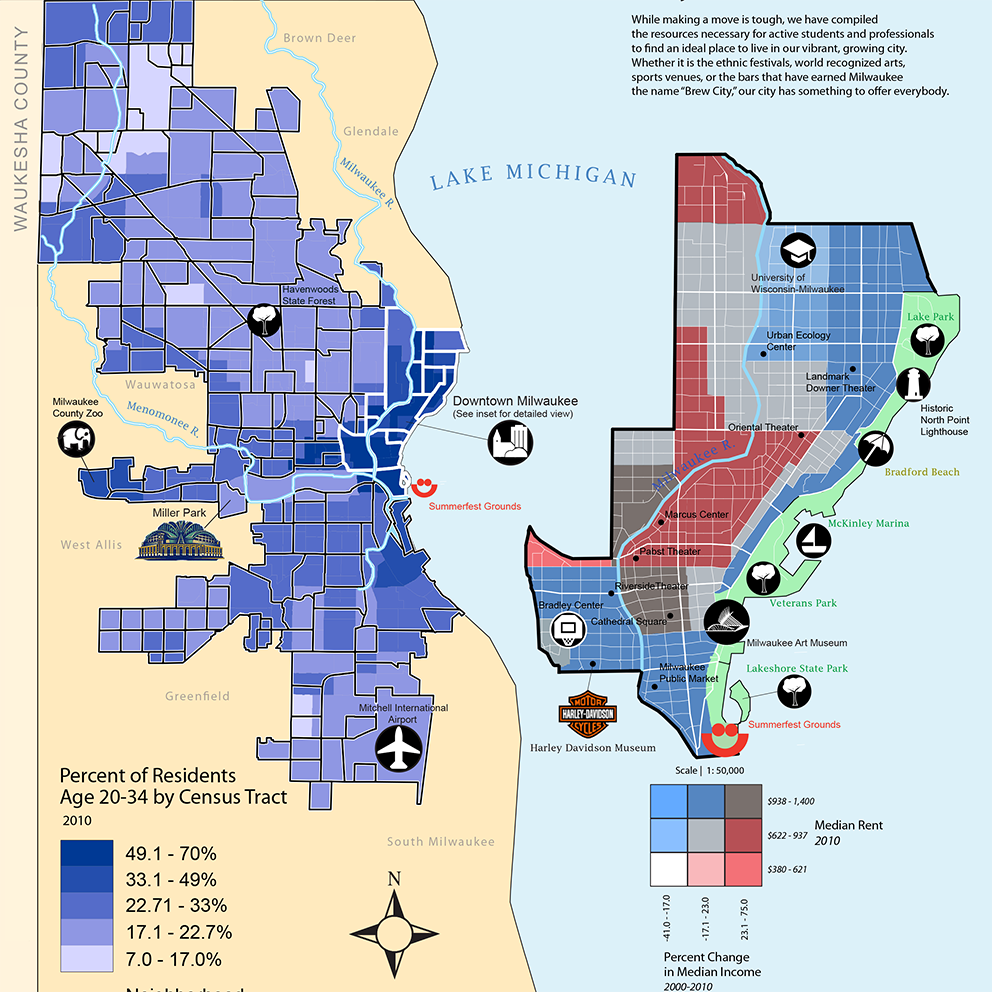 WAUKESHA COUNTY
While making a move is tough, we have compiled
the resources necessary for active students and professionals
to find an ideal place to live in our vibrant, growing city.
Whether it is the ethnic festivals, world recognized arts,
sports venues, or the bars that have earned Milwaukee
the name "Brew City," our city has something to offer everybody.
Brown Deer
Glendale
Milwaukee R.
LAKE MICHIGAN
Havenwoods
State Forest
Wauwatosa
Menomonee R.
Milwaukee
County Zoo
Downtown Milwaukee
(See inset for detailed view)
Summerfest Grounds
Miller Park
West Allis
Greenfield
Mitchell International
Airport
South Milwaukee
University of
Wisconsin-Milwaukee
Lake Park
Urban Ecology
Center
Landmark
Downer Theater
Historic
North Point
Lighthouse
Oriental Theater
Milwaukee R.
Bradford Beach
Marcus Center
McKinley Marina
Pabst Theater
RiversideTheater
Bradley Center
Cathedral Square
Veterans Park
Milwaukee Art Museum
Milwaukee
Public Market
Lakeshore State Park
MOTOR
HARLEY-DAVIDSON
CYCLES
Harley Davidson Museum
Summerfest Grounds
Scale | 1: 50,000
$938 - 1,400
$622 - 937
$380 - 621
Median Rent
2010
-41.0 - -17.0
-17.1 - 23.0
23.1 - 75.0
Percent Change
in Median Income
2000-2010
Percent of Residents
Age 20-34 by Census Tract
2010
49.1 - 70%
33.1 - 49%
22.71 - 33%
17.1 - 22.7%
7.0 - 17.0%
N